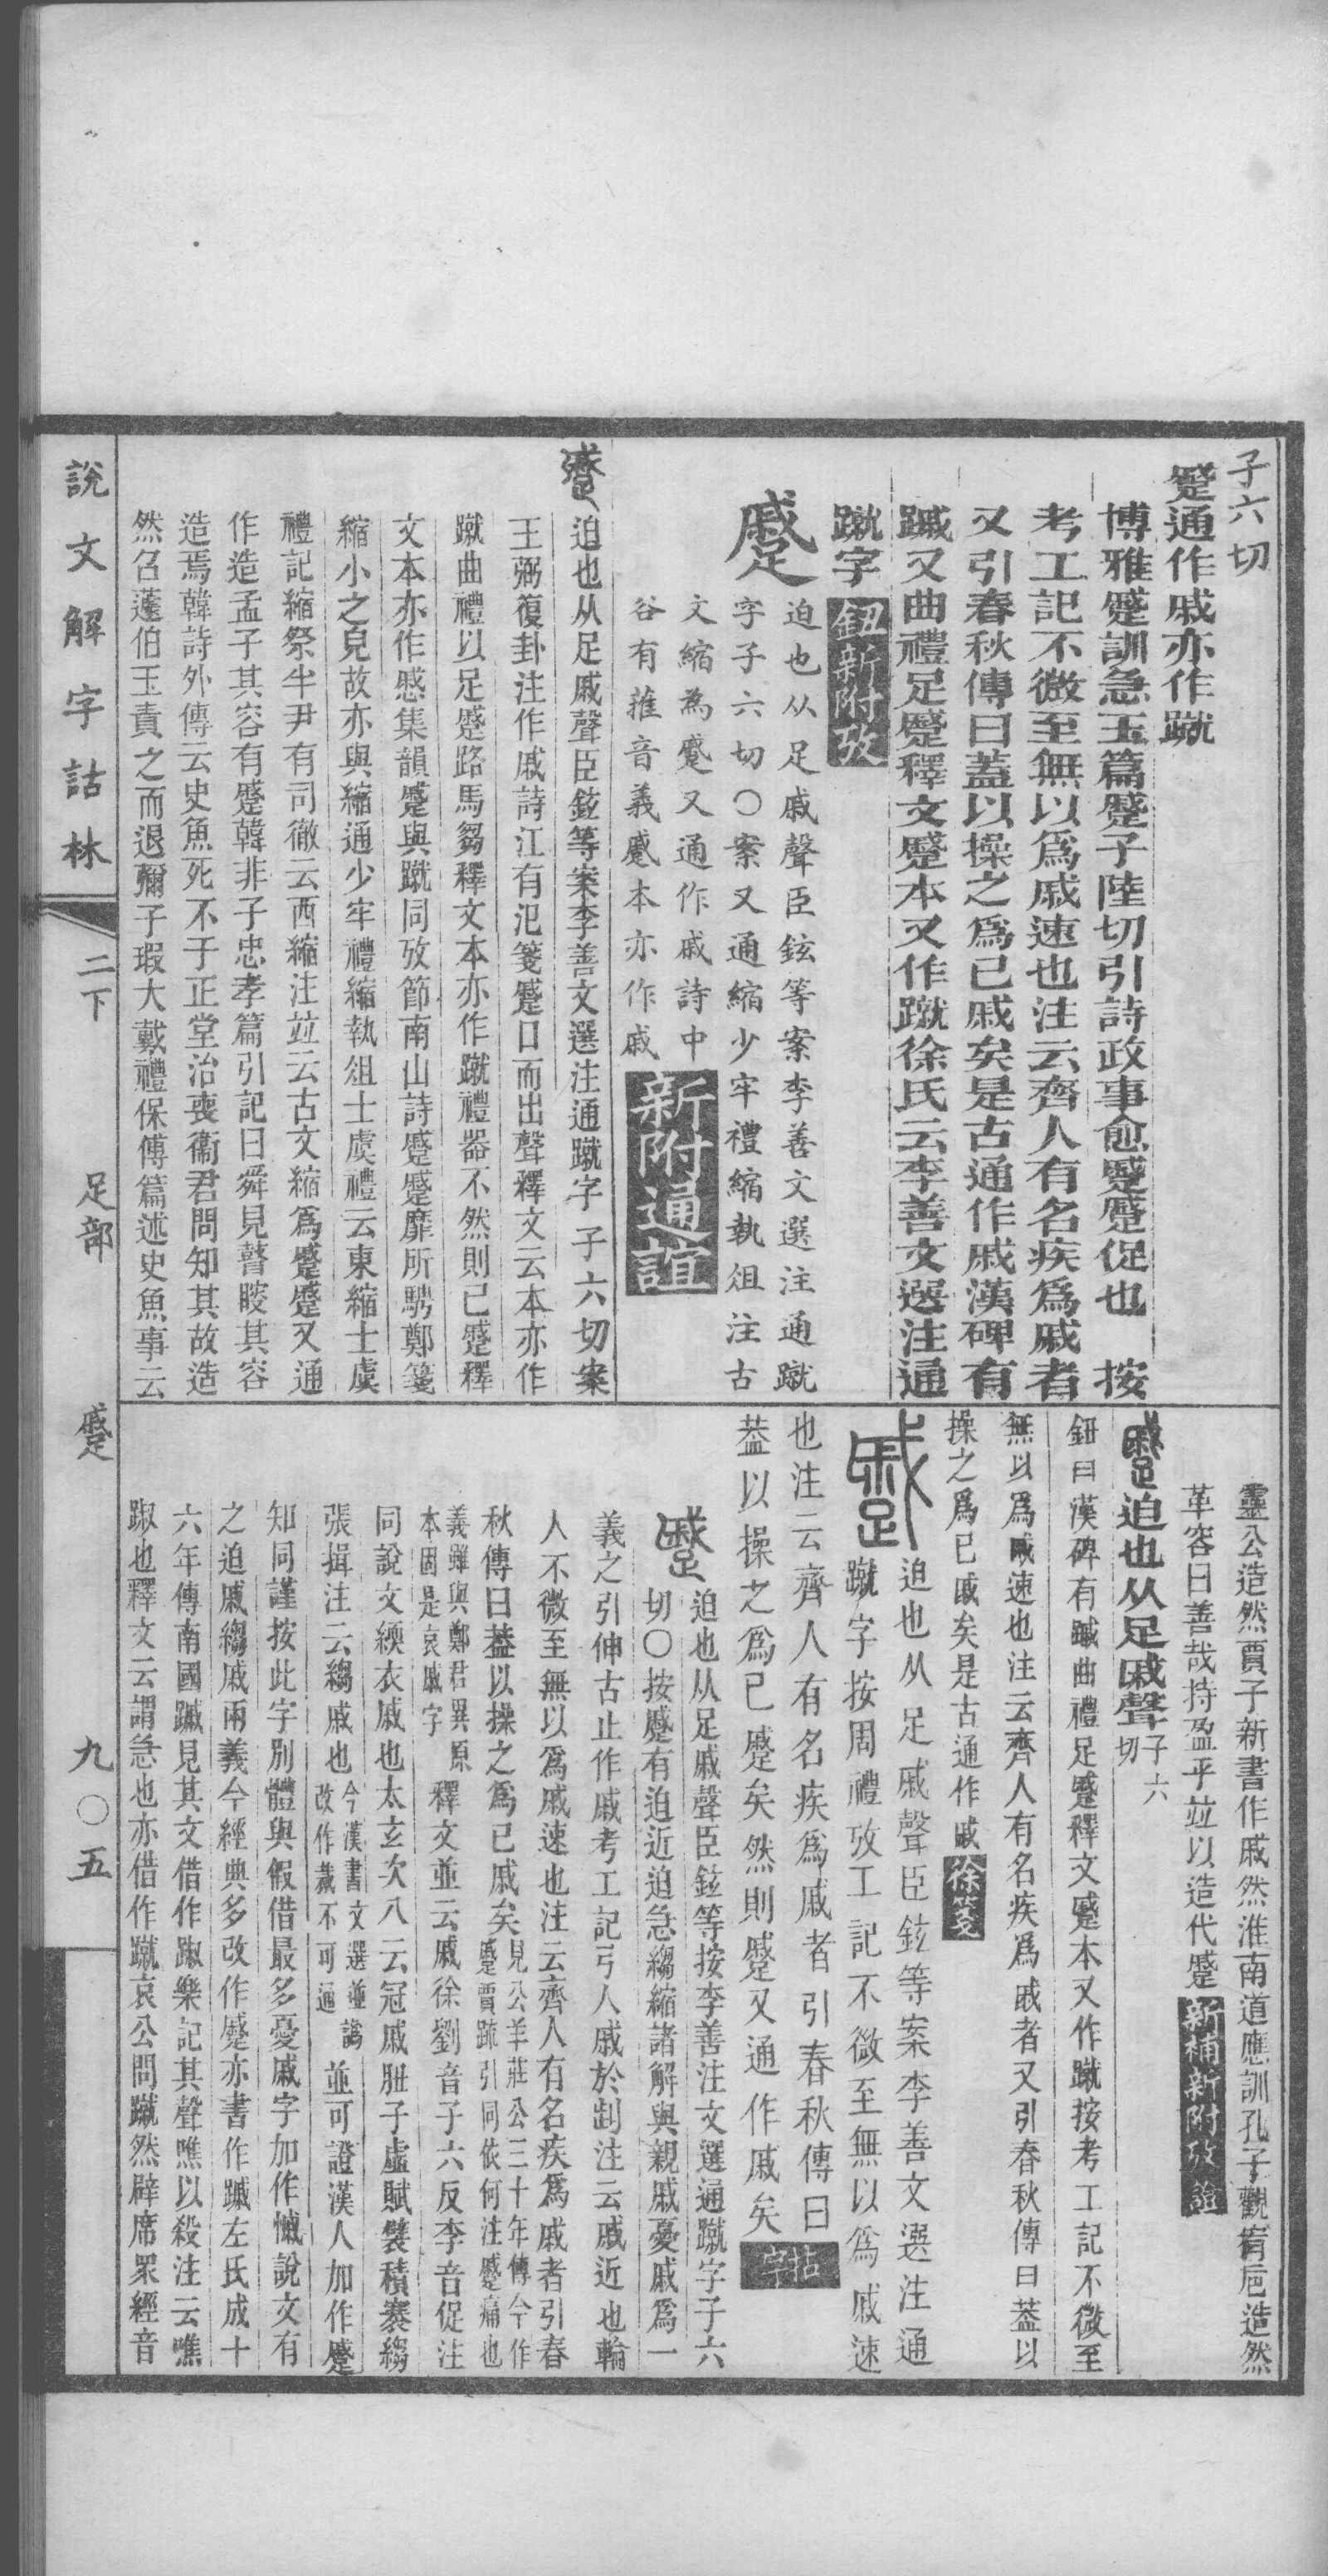 子六切
蹙通作戚亦作蹴
博雅蹙訓急玉篇蹙子陸切引詩政事愈蹙蹙促也 按
考工記不微至無以爲戚速也注云齊人有名疾爲戚者
又引春秋傳曰蓋以操之爲已戚矣是古通作戚漢碑有
蹴又曲禮足蹙釋文蹙本又作蹴徐氏云李善文選注通
蹴字 鈕新附攷
蹙 迫也从足戚聲臣鉉等案李善文選注通蹴
字子六切〇案又通縮少牢禮縮執俎注古
文縮為蹙又通作戚詩中
谷有蓷音義蹙本亦作戚 新附通誼
蹙 迫也从足戚聲臣鉉等案李善文選注通蹴字 子六切案
王弼復卦注作戚詩江有汜箋蹙口而出聲釋文云本亦作
蹴曲禮以足蹙路馬芻釋文本亦作蹴禮器不然則已蹙釋
文本亦作慼集韻蹙與蹴同攷節南山詩蹙蹙靡所騁鄭箋
縮小之皃故亦與縮通少牢禮縮執俎士虞禮云東縮士虞
禮記縮祭半尹有司徹云西縮注竝云古文縮爲蹙蹙又通
作造孟子其容有蹙韓非子忠孝篇引記曰舜見瞽瞍其容
造焉韓詩外傳云史魚死不于正堂治喪衞君問知其故造
然召蘧伯玉責之而退彌子瑕大戴禮保傅篇述史魚事云
靈公造然賈子新書作戚然淮南道應訓孔子觀宥巵造然
革容曰善哉持盈乎竝以造代蹙 新補新附攷證
蹙 迫也从足戚聲 子六切
鈕曰漢碑有蹴曲禮足蹙釋文蹙本又作蹴按考工記不微至
無以爲戚速也注云齊人有名疾爲戚者又引春秋傳曰蓋以
操之爲已戚矣是古通作戚 徐箋
蹙 迫也从足戚聲臣鉉等案李善文選注通
蹴字按周禮攷工記不微至無以爲戚速
也注云齊人有名疾爲戚者引春秋傳曰
葢以操之爲已蹙矣然則蹙又通作戚矣 拈字
蹙 迫也从足戚聲臣鉉等按李善注文選通蹴字子六
切〇按蹙有迫近迫急縐縮諸解與親戚憂戚爲一
義之引伸古止作戚考工記弓人戚於㓹注云戚近也輪
人不微至無以爲戚速也注云齊人有名疾爲戚者引春
秋傳曰葢以操之爲已戚矣 見公羊莊公三十年傳今作蹙賈疏引同依何注蹙痛也
義雖與鄭君異原本固是哀戚字 釋文並云戚徐劉音子六反李音促注
同說文緛衣戚也太玄次八云冠戚胏子虛賦襞積褰縐
張揖注云縐戚也 今漢書文選並譌改作蹙不可通 並可證漢人加作蹙
知同謹按此字別體與假借最多憂戚字加作慽說文有
之迫戚縐戚兩義今經典多改作蹙亦書作蹴左氏成十
六年傳南國蹴見其文借作踧樂記其聲噍以殺注云噍
踧也釋文云謂急也亦借作蹴哀公問蹴然辟席眾經音
說文解字詁林
二下
足部
蹙
九〇五